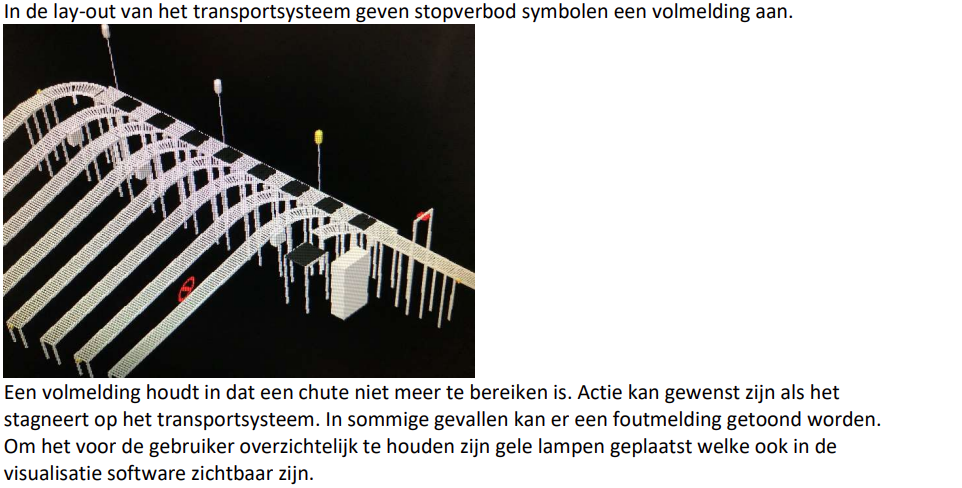 In de lay-out van het transportsysteem geven stopverbod symbolen een volmelding aan.
Een volmelding houdt in dat een chute niet meer te bereiken is. Actie kan gewenst zijn als het
stagneert op het transportsysteem. In sommige gevallen kan er een foutmelding getoond worden.
Om het voor de gebruiker overzichtelijk te houden zijn gele lampen geplaatst welke ook in de
visualisatie software zichtbaar zijn.